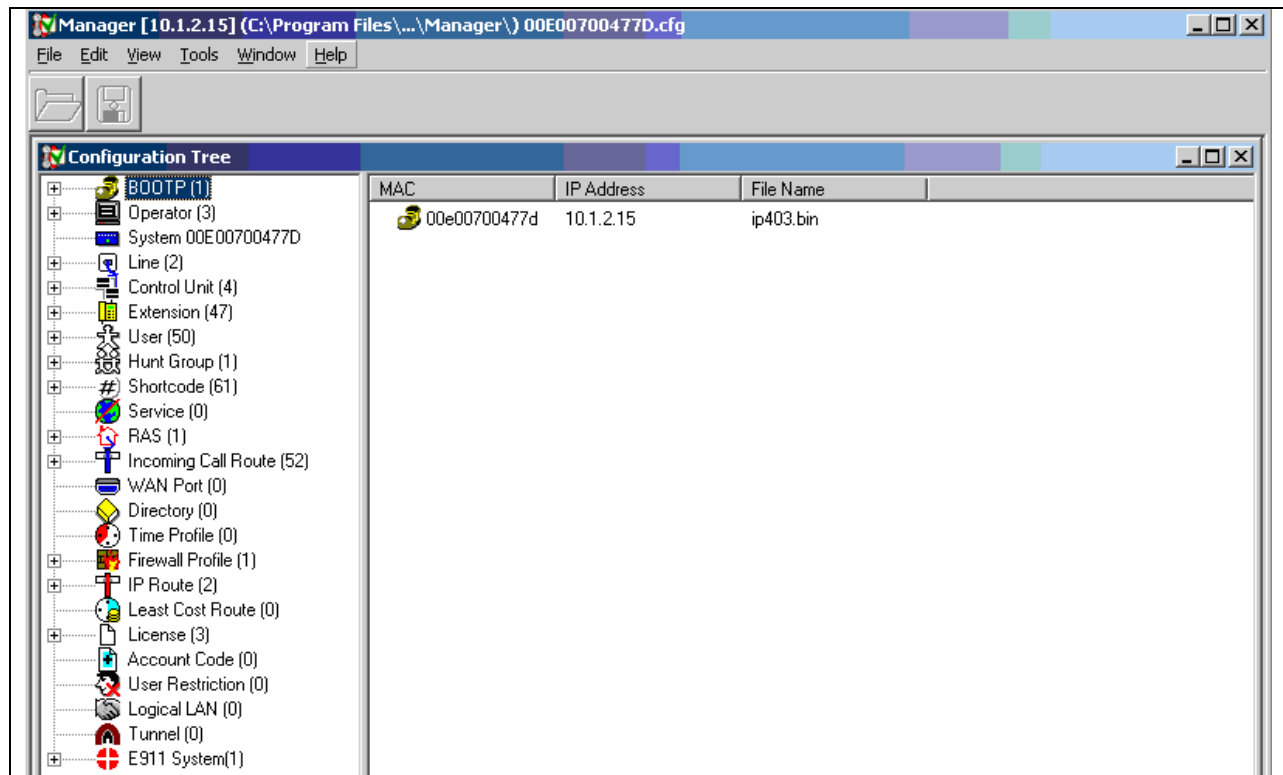 Manager [10.1.2.15] (C:\Program Files\...\Manager\) 00E00700477D.cfg
File Edit View Tools Window Help
Configuration Tree
BOOTP (1)
Operator (3)
System 00E00700477D
Line (2)
Control Unit (4)
Extension (47)
User (50)
Hunt Group (1)
Shortcode (61)
Service (0)
RAS (1)
Incoming Call Route (52)
WAN Port (0)
Directory (0)
Time Profile (0)
Firewall Profile (1)
IP Route (2)
Least Cost Route (0)
License (3)
Account Code (0)
User Restriction (0)
Logical LAN (0)
Tunnel (0)
E911 System(1)
MAC IP Address File Name
00e00700477d 10.1.2.15 ip403.bin